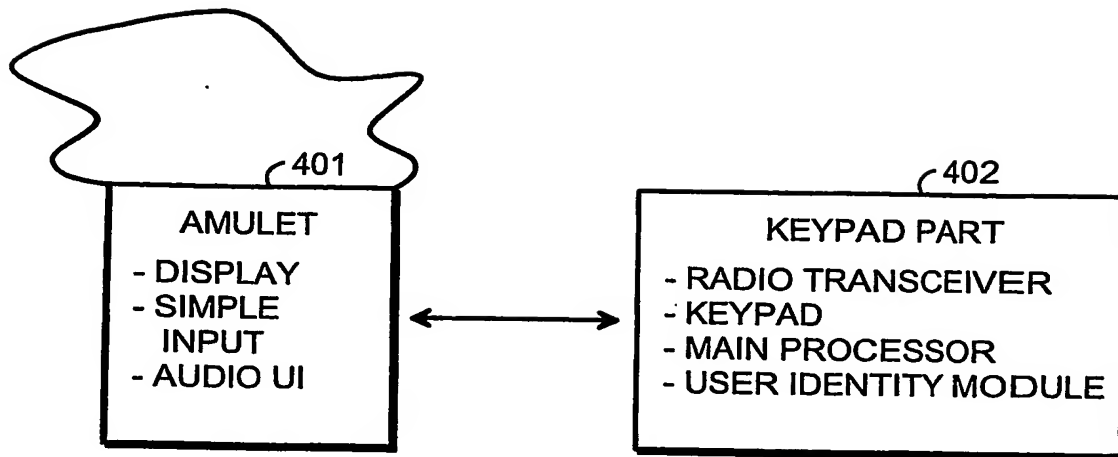 401
AMULET
- DISPLAY
- SIMPLE
INPUT
- AUDIO UI
402
KEYPAD PART
- RADIO TRANSCEIVER
- KEYPAD
- MAIN PROCESSOR
- USER IDENTITY MODULE